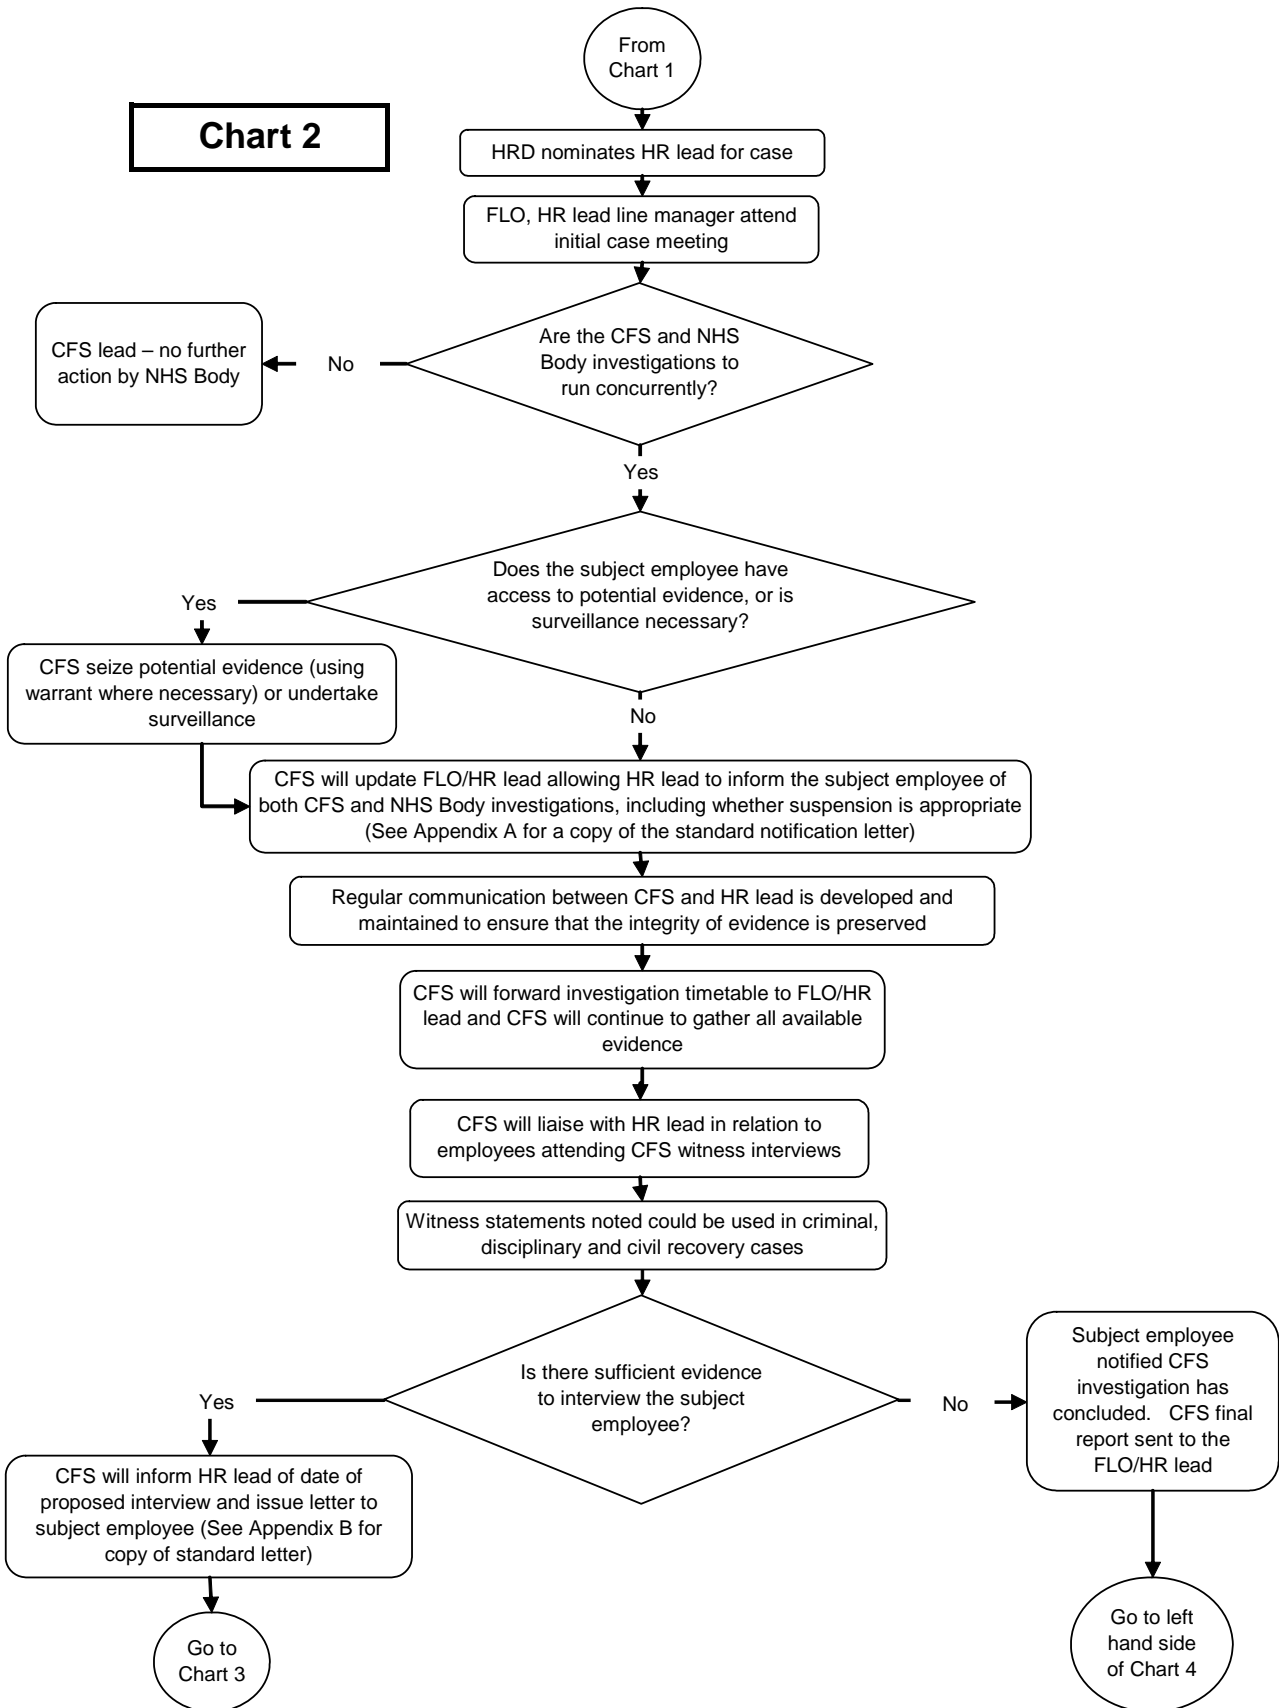 From
Chart 1
Chart 2
HRD nominates HR lead for case
FLO, HR lead line manager attend
initial case meeting
Are the CFS and NHS
Body investigations to
run concurrently?
No
CFS lead – no further
action by NHS Body
Yes
Does the subject employee have
access to potential evidence, or is
surveillance necessary?
Yes
CFS seize potential evidence (using
warrant where necessary) or undertake
surveillance
No
CFS will update FLO/HR lead allowing HR lead to inform the subject employee of
both CFS and NHS Body investigations, including whether suspension is appropriate
(See Appendix A for a copy of the standard notification letter)
Regular communication between CFS and HR lead is developed and
maintained to ensure that the integrity of evidence is preserved
CFS will forward investigation timetable to FLO/HR
lead and CFS will continue to gather all available
evidence
CFS will liaise with HR lead in relation to
employees attending CFS witness interviews
Witness statements noted could be used in criminal,
disciplinary and civil recovery cases
Is there sufficient evidence
to interview the subject
employee?
Yes
CFS will inform HR lead of date of
proposed interview and issue letter to
subject employee (See Appendix B for
copy of standard letter)
Go to
Chart 3
No
Subject employee
notified CFS
investigation has
concluded.   CFS final
report sent to the
FLO/HR lead
Go to left
hand side
of Chart 4